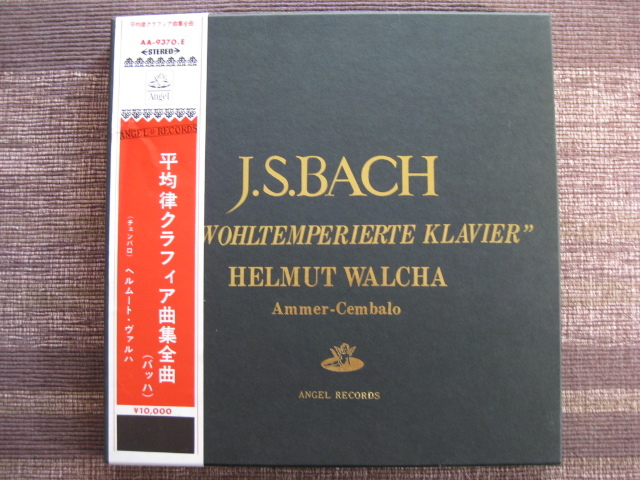 平均律クラフィア曲集全曲
AA-9370.E
STEREO
Angel
ANGEL RECORDS
平均律クラフィア曲集全曲
(バッハ)
(チェンバロ) ヘルムート・ヴァルハ
¥10,000
J.S.BACH
WOHLTEMPERIERTE KLAVIER"
HELMUT WALCHA
Ammer-Cembalo
ANGEL RECORDS